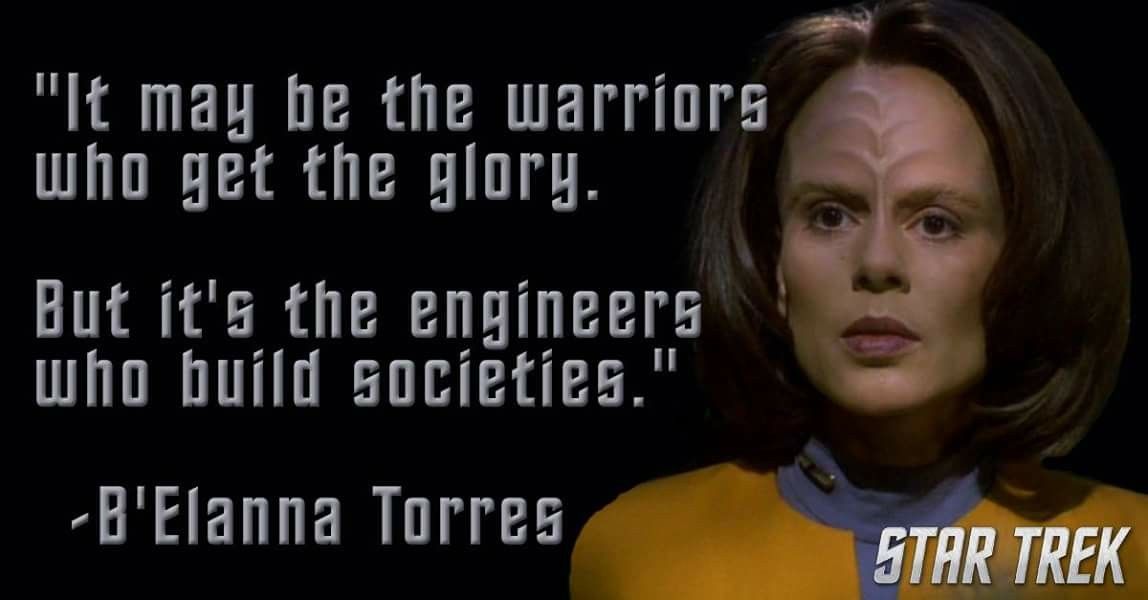 "It may be the warriors
who get the glory.
But it's the engineers
who build societies."
-B'Elanna Torres
STAR TREK